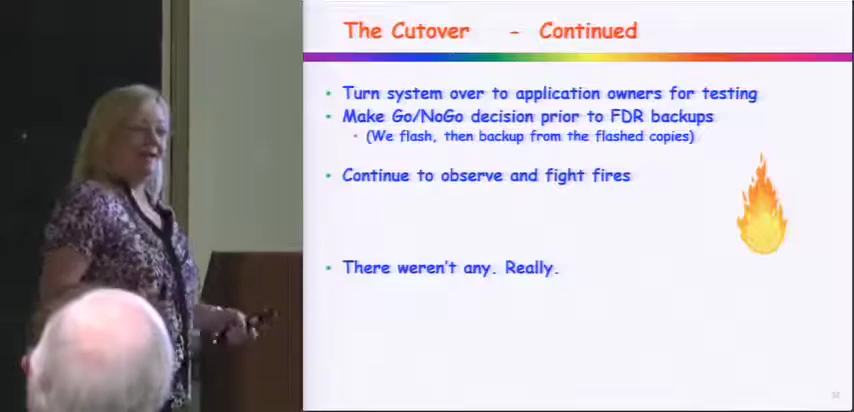 The Cutover - Continued
• Turn system over to application owners for testing
• Make Go/NoGo decision prior to FDR backups
• (We flash, then backup from the flashed copies)
• Continue to observe and fight fires
• There weren't any. Really.